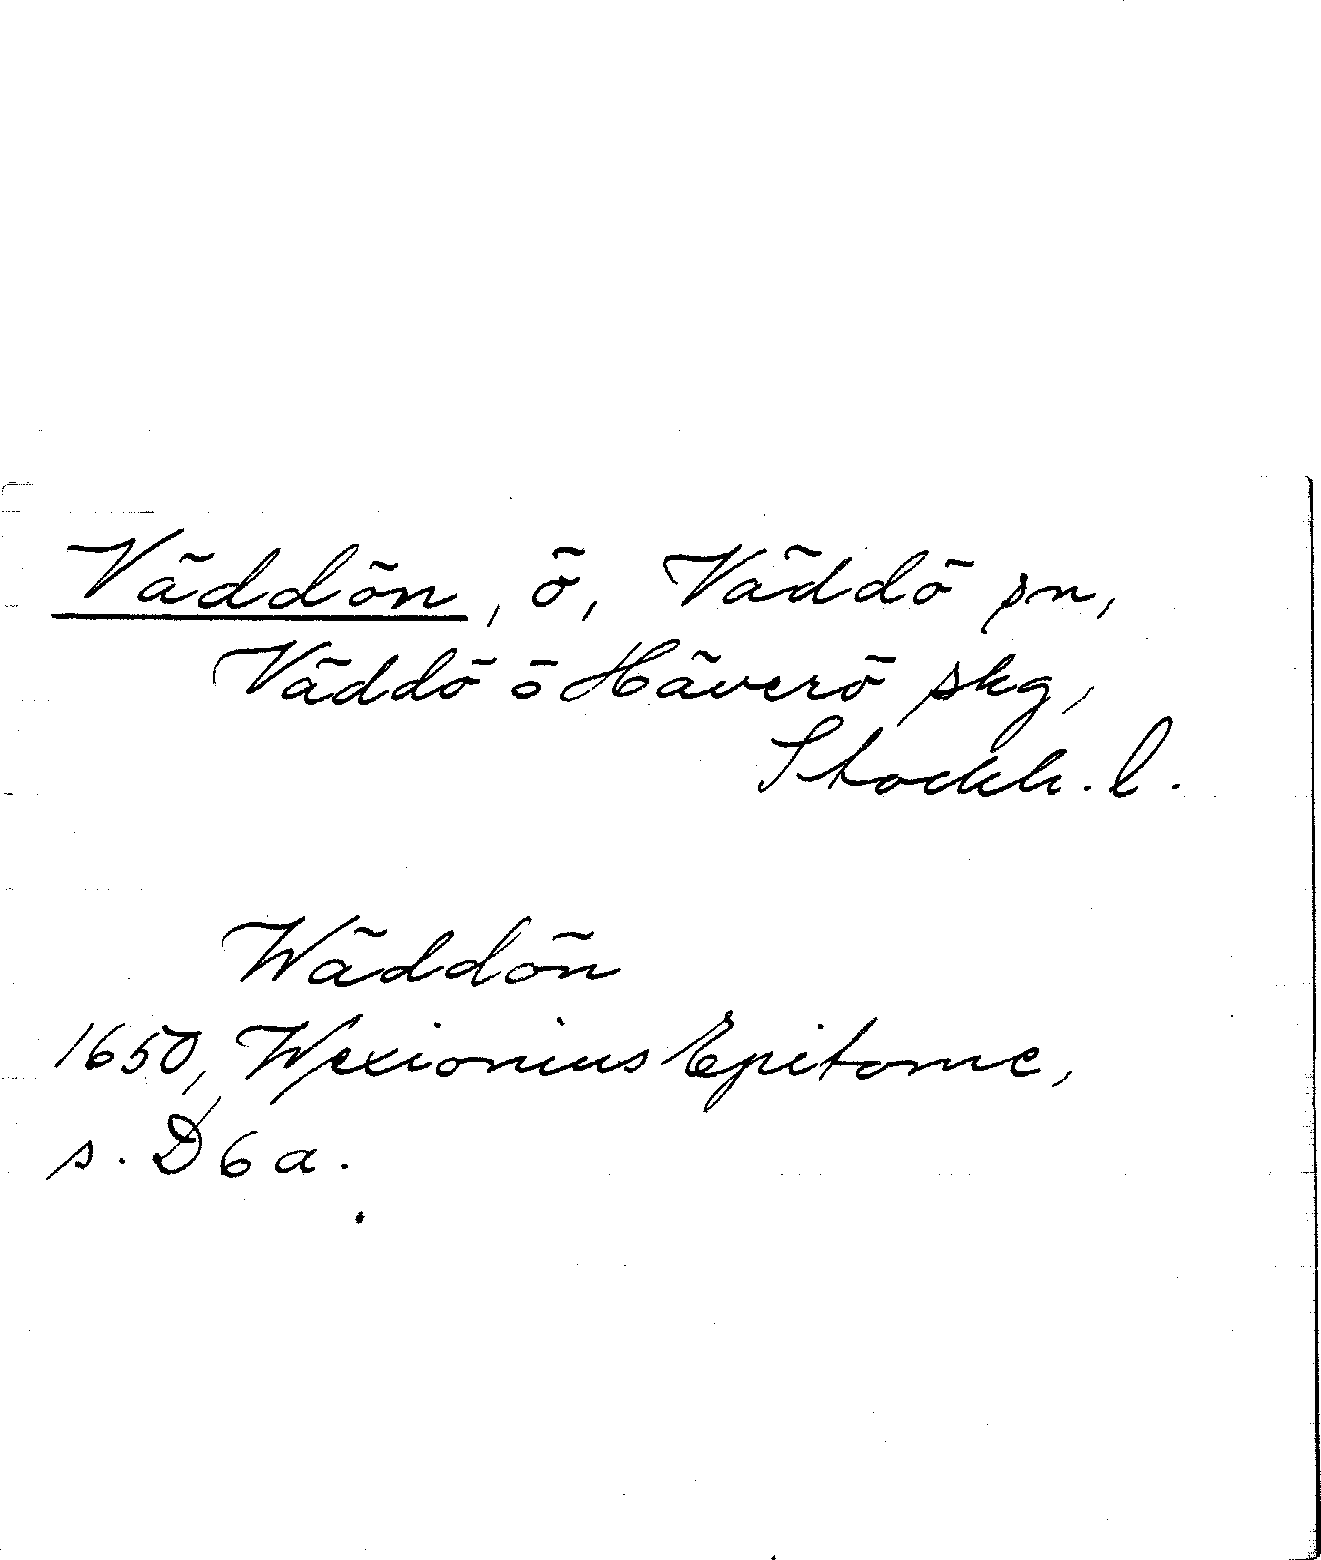 Väddön, ö, Väddö sn,
Väddö o Häverö skg,
Stockh. l.
Wäddön
1650, Wexionius Epitome,
s. D6a.